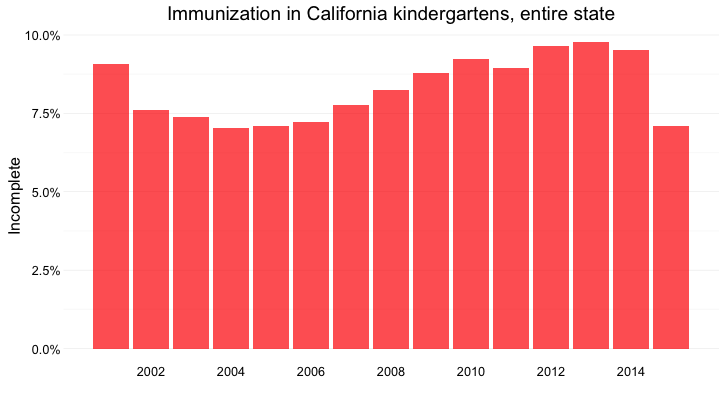 Immunization in California kindergartens, entire state
Incomplete
10.0%
7.5%
5.0%
2.5%
0.0%
2002 2004 2006 2008 2010 2012 2014